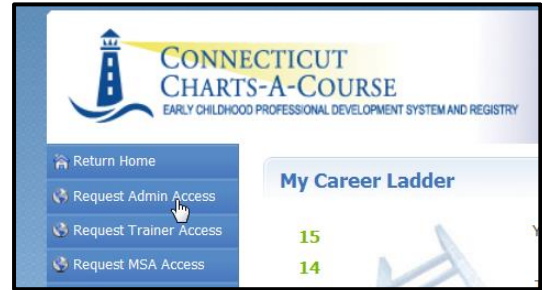 CONNECTICUT
CHARTS-A-COURSE
EARLY CHILDHOOD PROFESSIONAL DEVELOPMENT SYSTEM AND REGISTRY
Return Home
Request Admin Access
Request Trainer Access
Request MSA Access
My Career Ladder
15
14